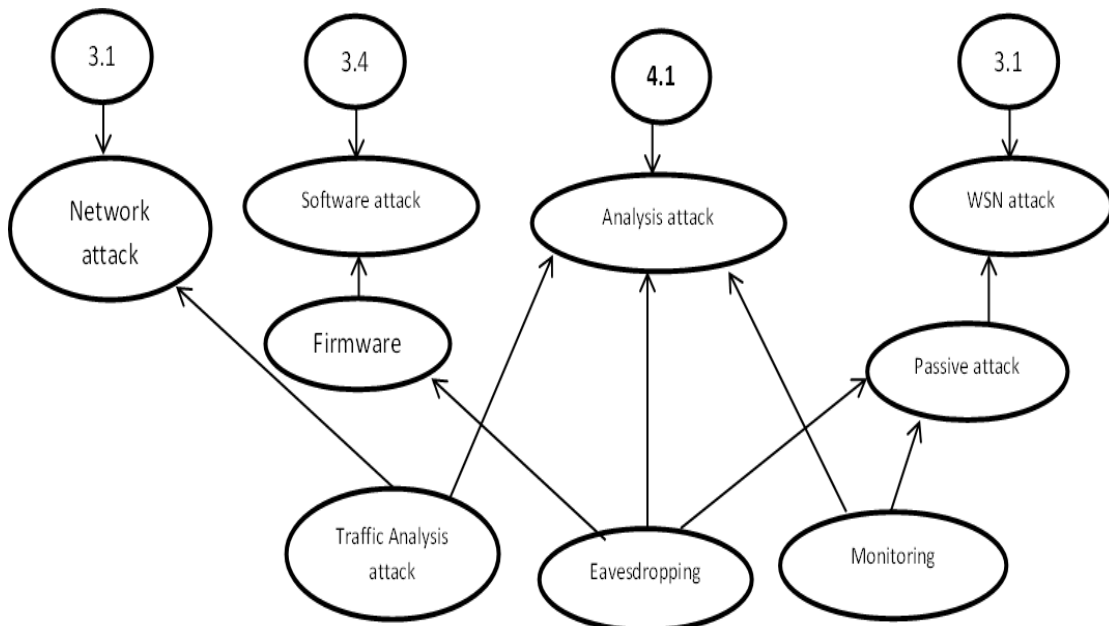 3.1
3.4
4.1
3.1
Network
attack
Software attack
Analysis attack
WSN attack
Firmware
Passive attack
Traffic Analysis
attack
Eavesdropping
Monitoring